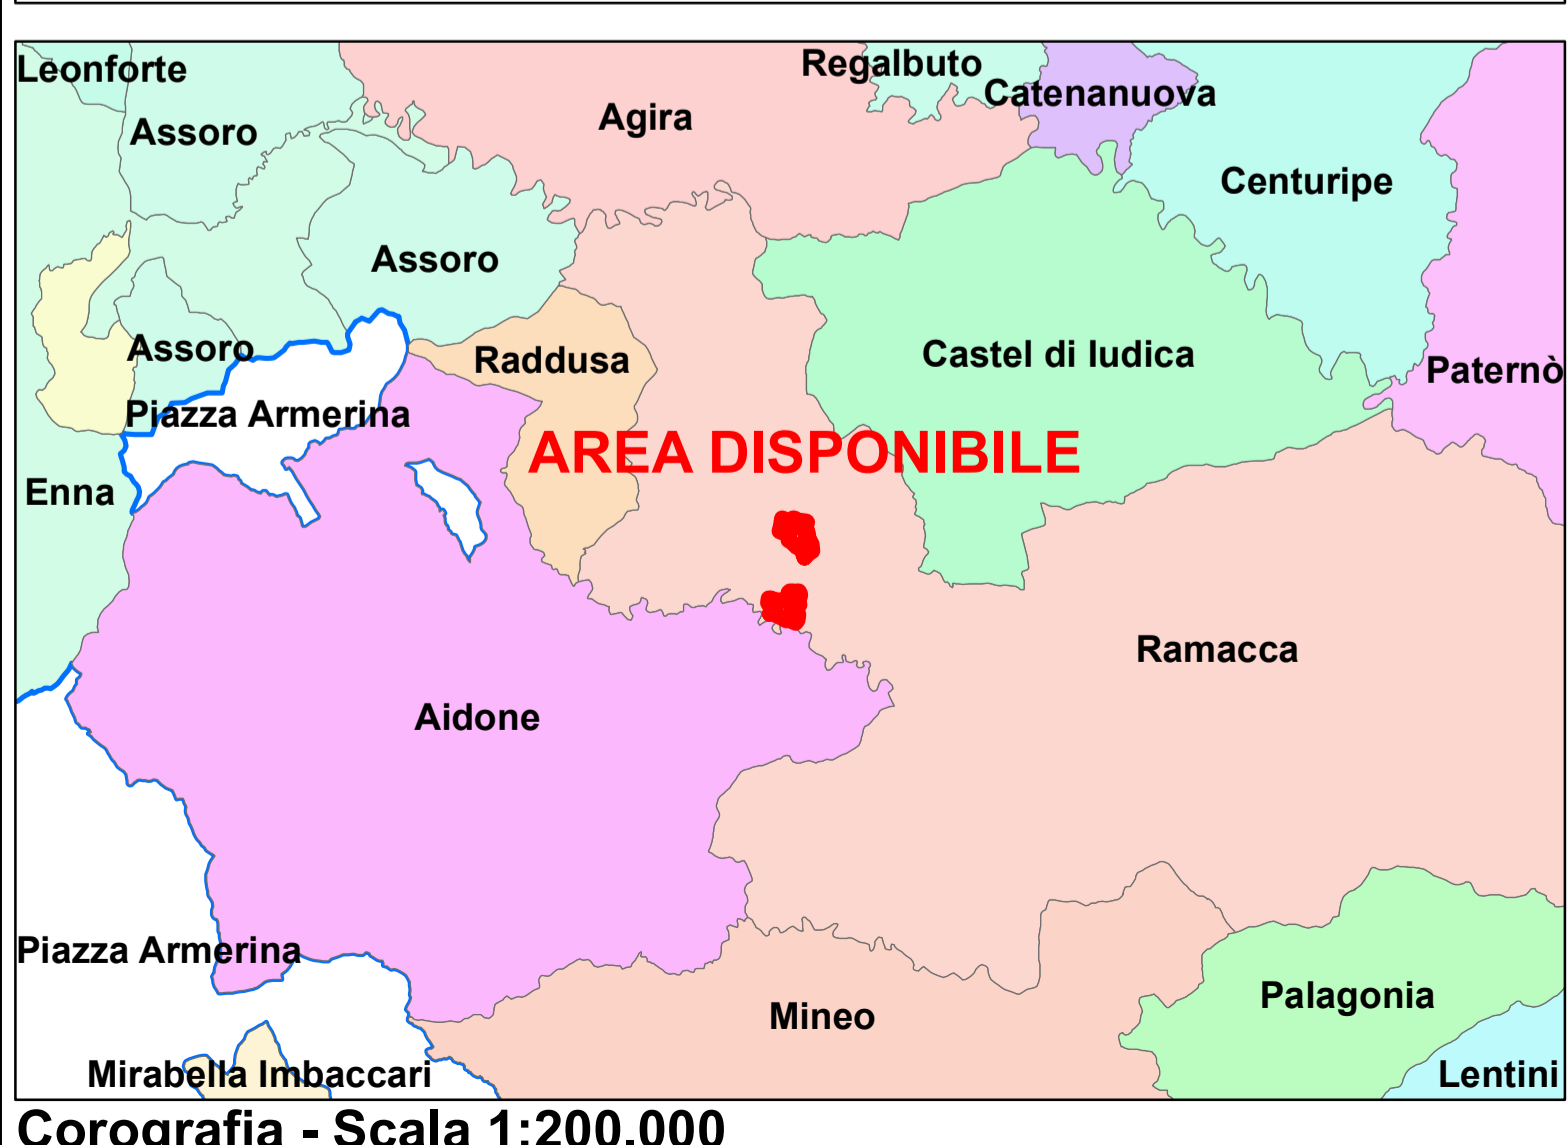 Leonforte
Regalbuto
Catenanuova
Agira
Assoro
Centuripe
Assoro
Assoro
Raddusa
Castel di Iudica
Paternò
Piazza Armerina
AREA DISPONIBILE
Enna
Ramacca
Aidone
Piazza Armerina
Palagonia
Mineo
Mirabella Imbaccari
Lentini
Corografia - Scala 1:200.000